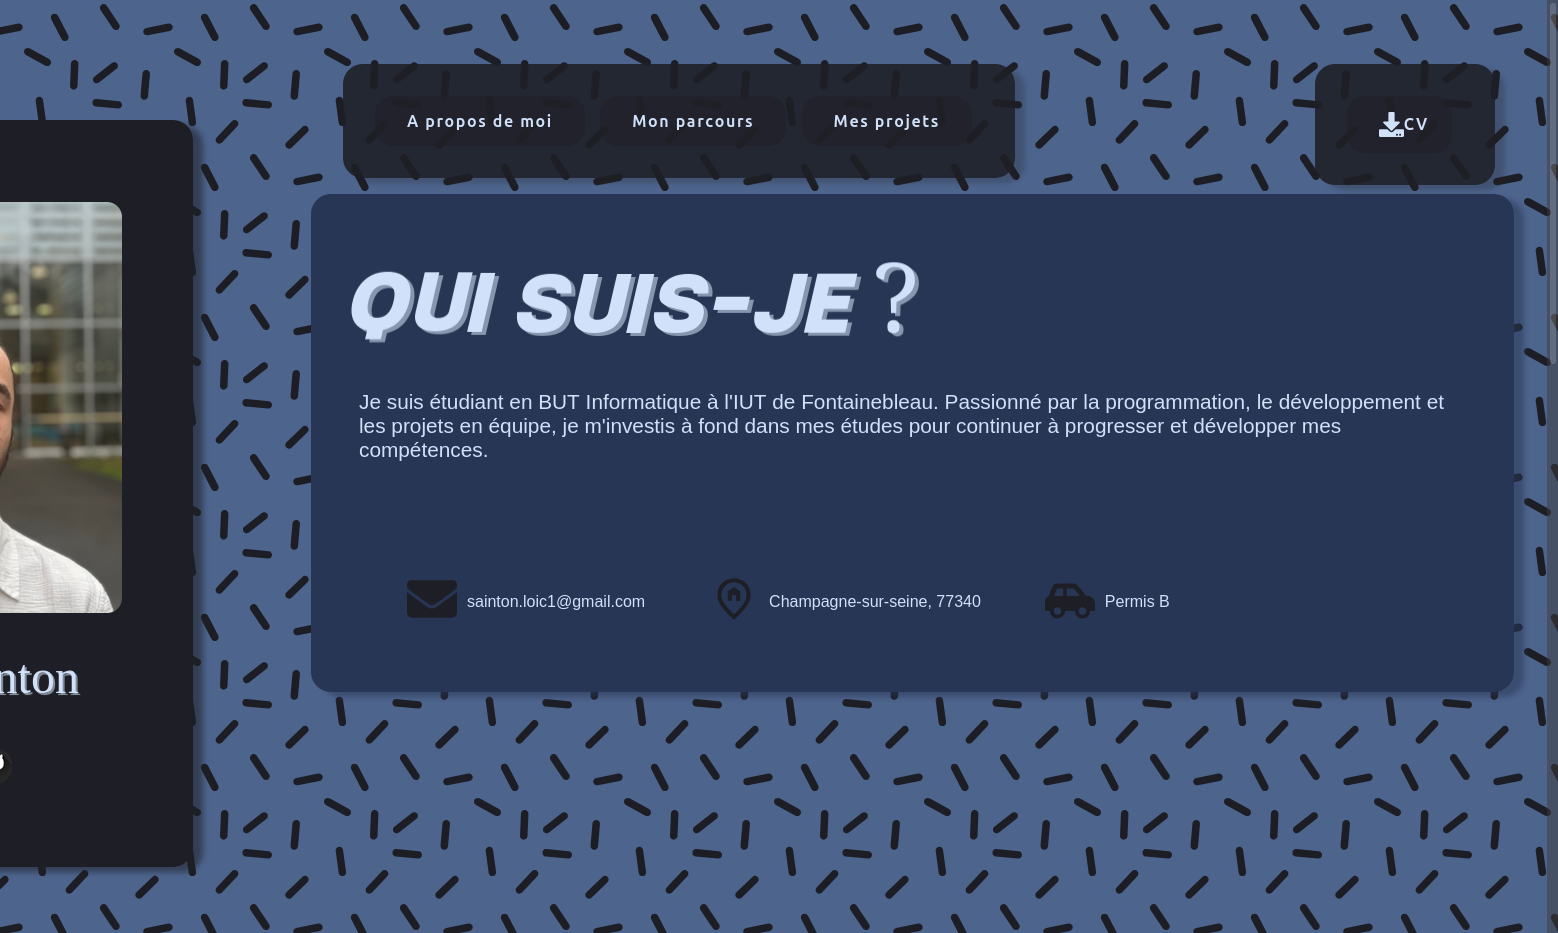 A propos de moi
Mon parcours
Mes projets
CV
QUI SUIS-JE ?
Je suis étudiant en BUT Informatique à l'IUT de Fontainebleau. Passionné par la programmation, le développement et
les projets en équipe, je m'investis à fond dans mes études pour continuer à progresser et développer mes
compétences.
sainton.loic1@gmail.com
Champagne-sur-seine, 77340
Permis B
nton